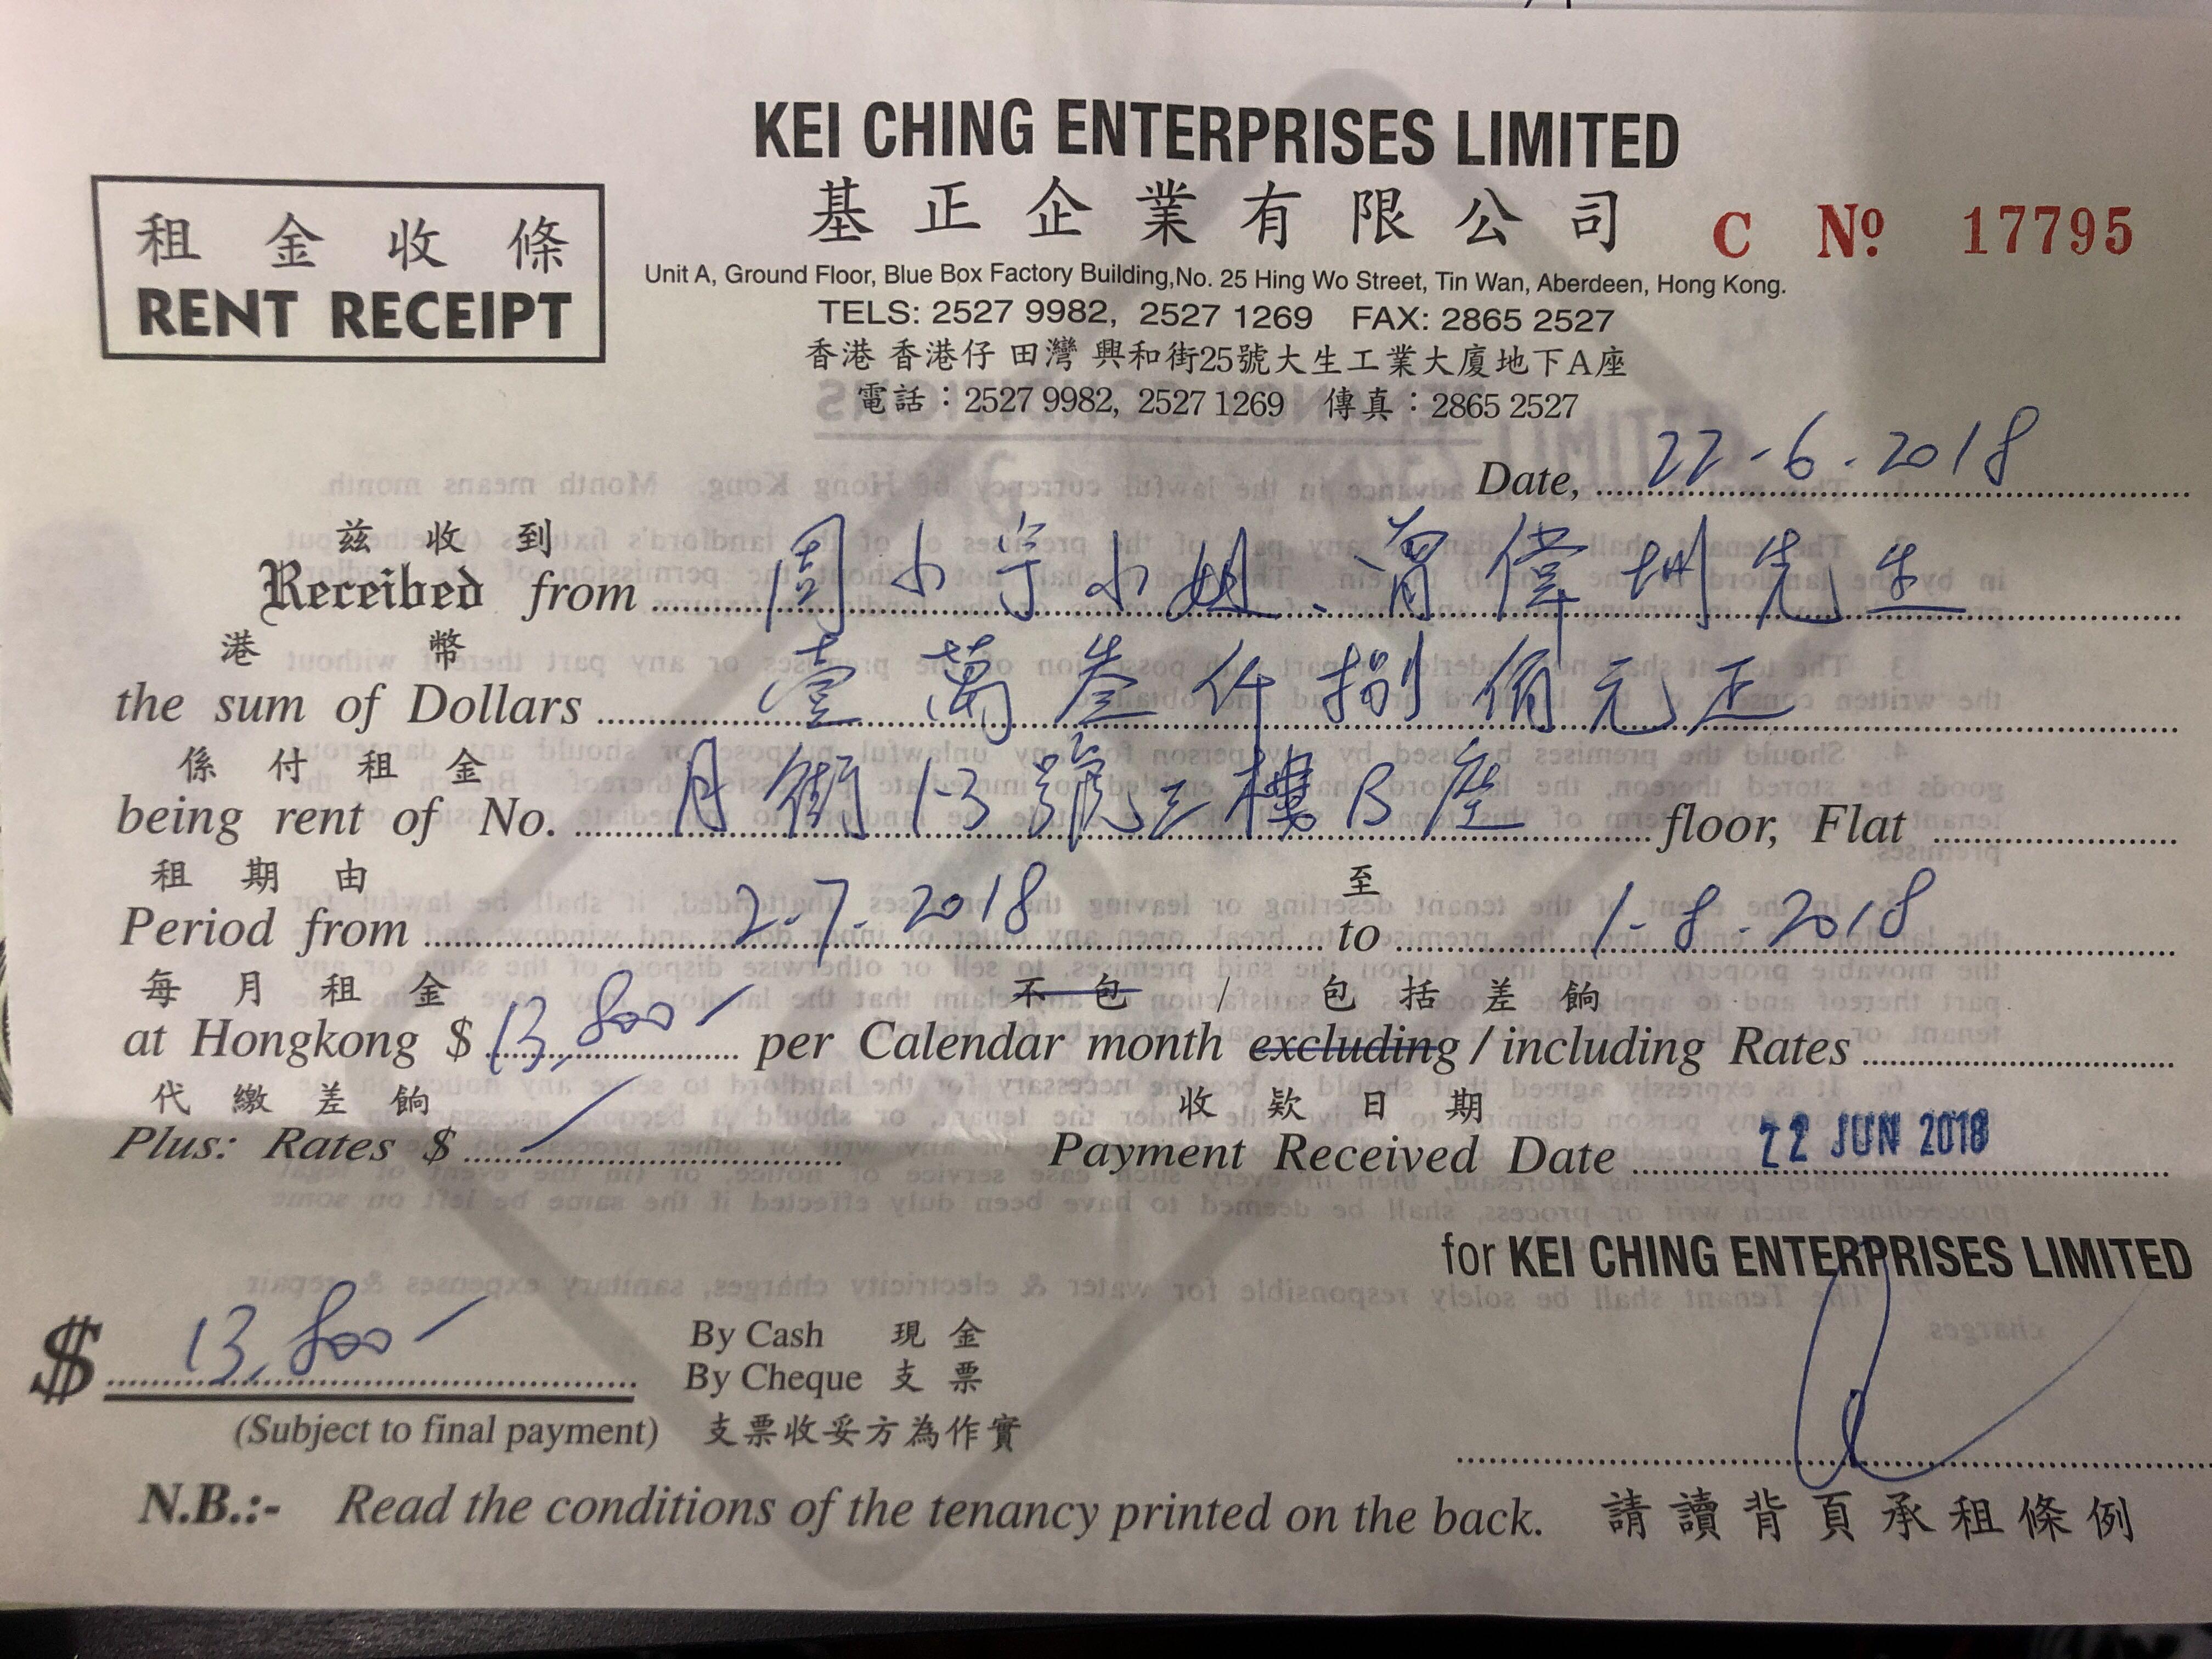 KEI CHING ENTERPRISES LIMITED
基正企業有限公司
租金收條
RENT RECEIPT
C Nº 17795
Unit A, Ground Floor, Blue Box Factory Building,No. 25 Hing Wo Street, Tin Wan, Aberdeen, Hong Kong.
TELS: 2527 9982, 2527 1269 FAX: 2865 2527
香港 香港仔 田灣 興和街25號大生工業大廈地下A座
電話：2527 9982, 2527 1269 傳真：2865 2527
Date, 22-6-2018
茲收到
Received from 周小宇小姐、曾偉圳先生
港幣
the sum of Dollars 壹萬叁仟捌佰元正
係付租金
being rent of No. 月街1-3號三樓B座 floor, Flat
租期由 至
Period from 2-7-2018 to 1-8-2018
每月租金 不包 / 包括差餉
at Hongkong $ 13,800- per Calendar month excluding / including Rates
代繳差餉 收款日期
Plus: Rates $ Payment Received Date 22 JUN 2018
for KEI CHING ENTERPRISES LIMITED
$ 13,800-
By Cash 現金
By Cheque 支票
(Subject to final payment) 支票收妥方為作實
N.B.:- Read the conditions of the tenancy printed on the back. 請讀背頁承租條例